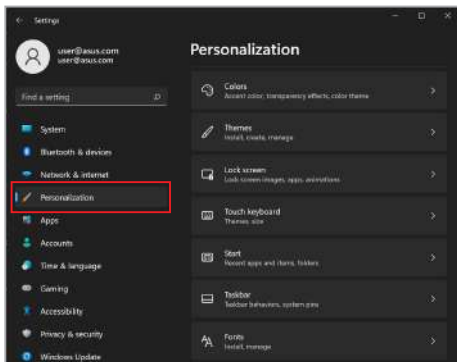 Settings
user@asus.com
user@asus.com
Find a setting
System
Bluetooth & devices
Network & internet
Personalization
Apps
Accounts
Time & language
Gaming
Accessibility
Privacy & security
Windows Update
Personalization
Colors
Accent color, transparency effects, color theme
Themes
Install, create, manage
Lock screen
Lock screen images, apps, animations
Touch keyboard
Themes, size
Start
Recent apps and items, folders
Taskbar
Taskbar behaviors, system pins
Fonts
Install, manage